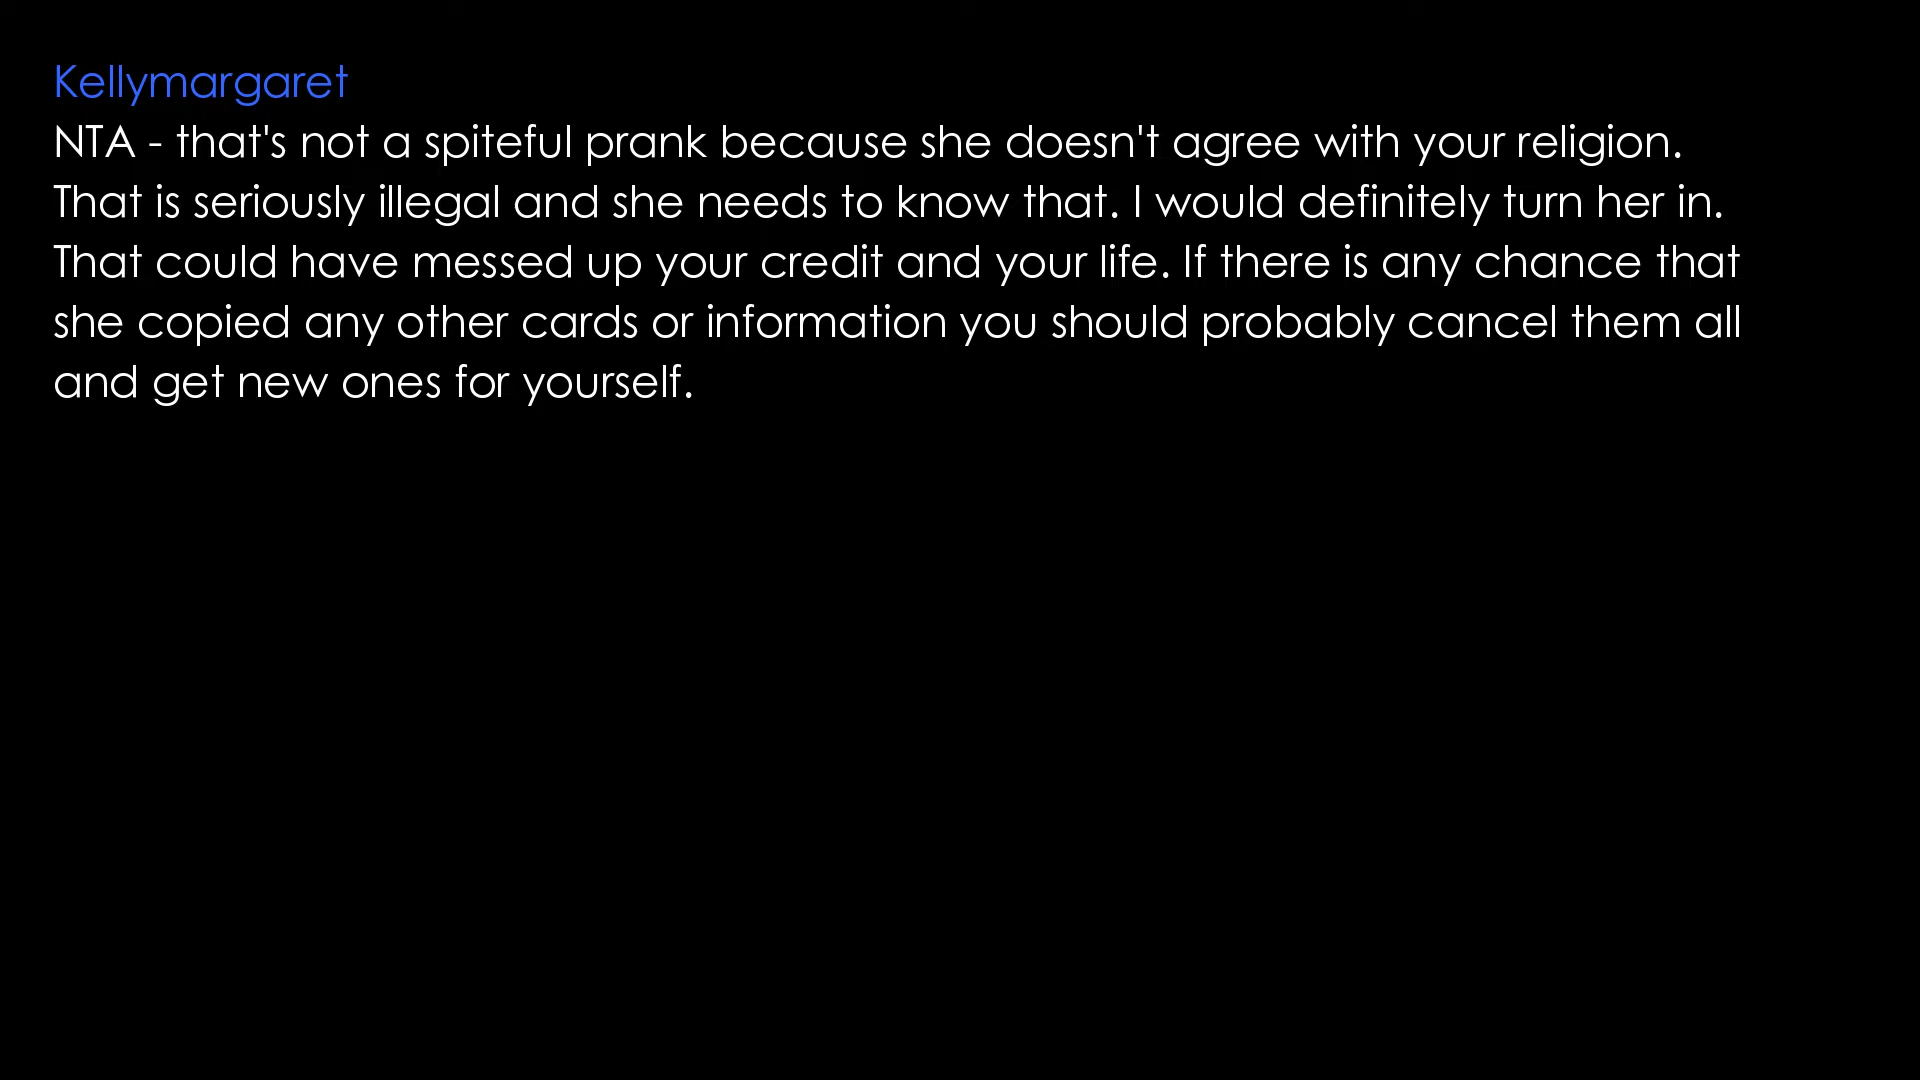 Kellymargaret
NTA - that's not a spiteful prank because she doesn't agree with your religion.
That is seriously illegal and she needs to know that. I would definitely turn her in.
That could have messed up your credit and your life. If there is any chance that
she copied any other cards or information you should probably cancel them all
and get new ones for yourself.